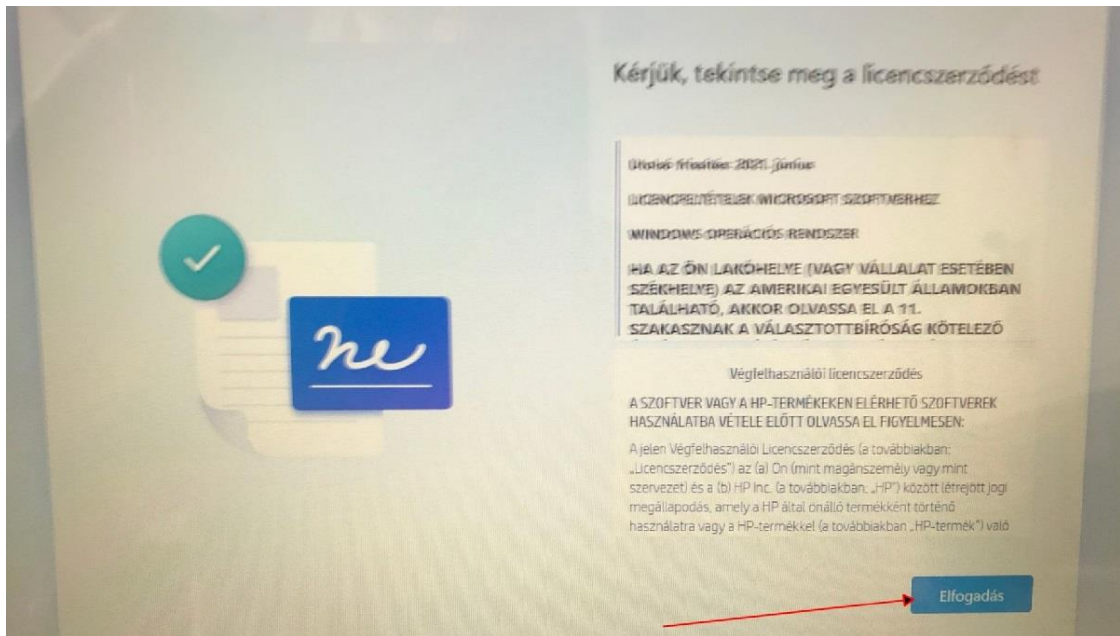 Kérjük, tekintse meg a licencszerződést
Utolsó frissítés: 2021. június
LICENCFELTÉTELEK MICROSOFT SZOFTVERHEZ
WINDOWS OPERÁCIÓS RENDSZER
HA AZ ÖN LAKÓHELYE (VAGY VÁLLALAT ESETÉBEN
SZÉKHELYE) AZ AMERIKAI EGYESÜLT ÁLLAMOKBAN
TALÁLHATÓ, AKKOR OLVASSA EL A 11.
SZAKASZNAK A VÁLASZTOTTBÍRÓSÁG KÖTELEZŐ
Végfelhasználói licencszerződés
A SZOFTVER VAGY A HP-TERMÉKEKEN ELÉRHETŐ SZOFTVEREK
HASZNÁLATBA VÉTELE ELŐTT OLVASSA EL FIGYELMESEN:
A jelen Végfelhasználói Licencszerződés (a továbbiakban:
„Licencszerződés") az (a) Ön (mint magánszemély vagy mint
szervezet) és a (b) HP Inc. (a továbbiakban: „HP") között létrejött jogi
megállapodás, amely a HP által önálló termékként történő
használatra vagy a HP-termékkel (a továbbiakban „HP-termék") való
Elfogadás